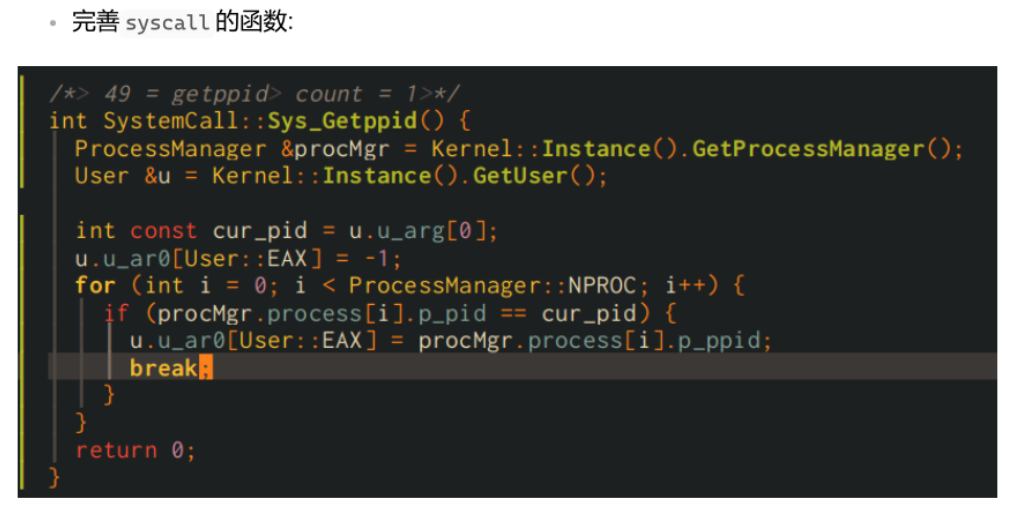 • 完善 syscall 的函数:
/*> 49 = getppid> count = 1>*/
int SystemCall::Sys_Getppid() {
  ProcessManager &procMgr = Kernel::Instance().GetProcessManager();
  User &u = Kernel::Instance().GetUser();
  int const cur_pid = u.u_arg[0];
  u.u_ar0[User::EAX] = -1;
  for (int i = 0; i < ProcessManager::NPROC; i++) {
    if (procMgr.process[i].p_pid == cur_pid) {
      u.u_ar0[User::EAX] = procMgr.process[i].p_ppid;
      break;
    }
  }
  return 0;
}